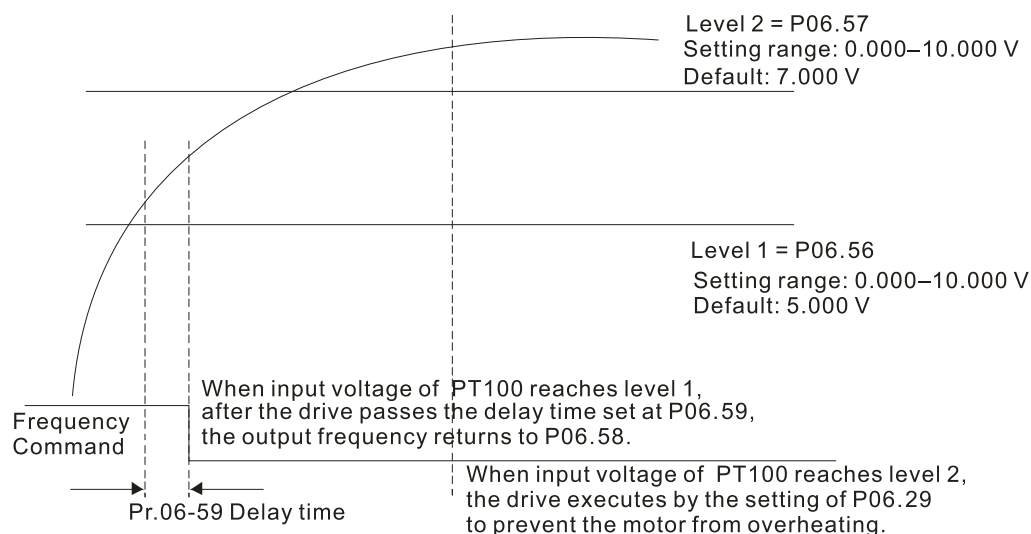 Level 2 = P06.57
Setting range: 0.000–10.000 V
Default: 7.000 V
Level 1 = P06.56
Setting range: 0.000–10.000 V
Default: 5.000 V
When input voltage of PT100 reaches level 1,
after the drive passes the delay time set at P06.59,
the output frequency returns to P06.58.
Frequency
Command
When input voltage of PT100 reaches level 2,
the drive executes by the setting of P06.29
to prevent the motor from overheating.
Pr.06-59 Delay time